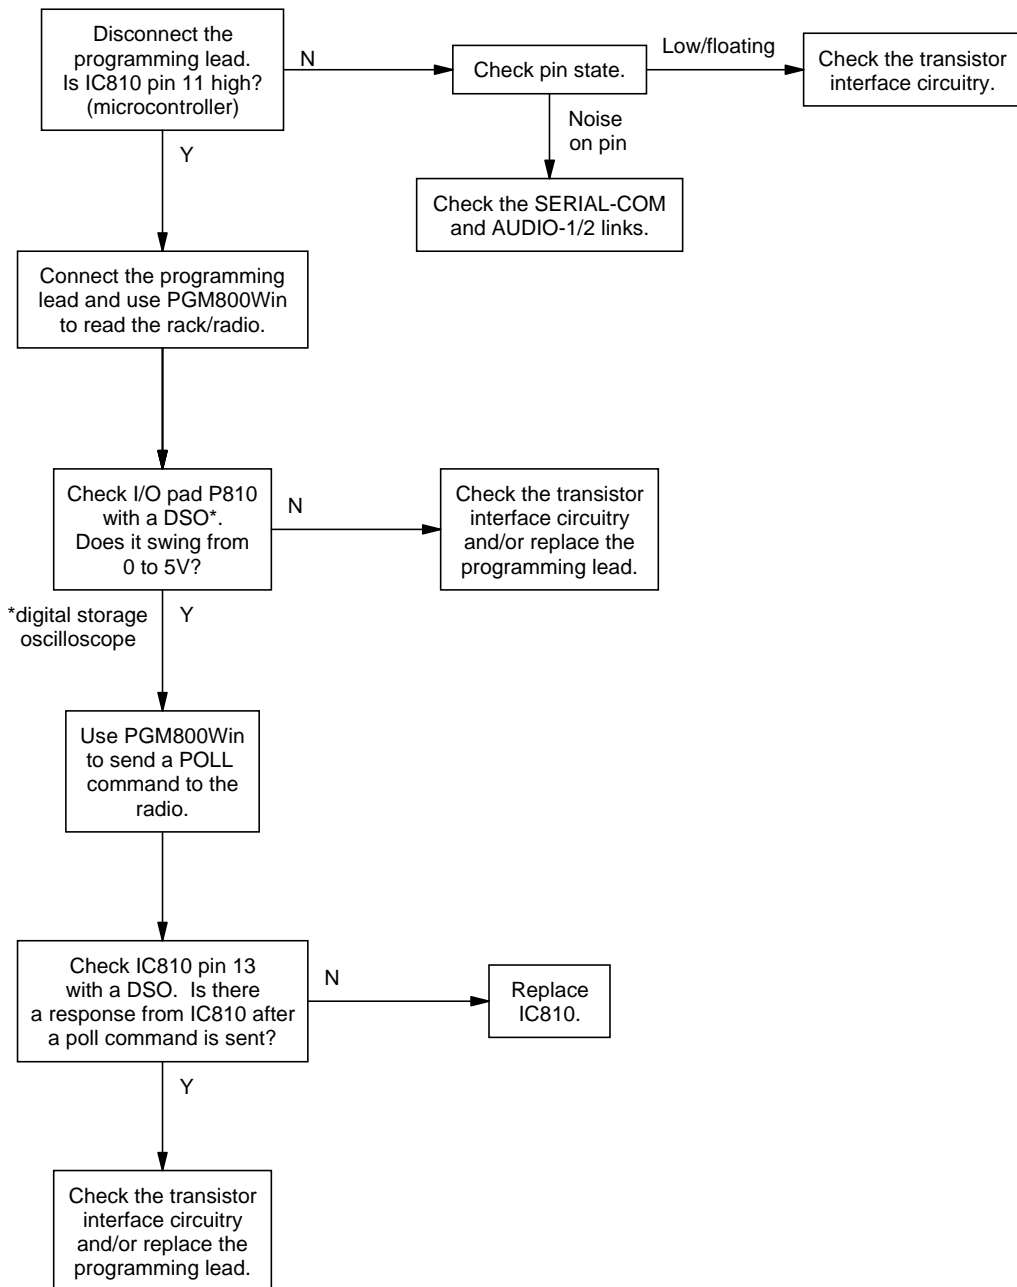 Disconnect the
programming lead.
Is IC810 pin 11 high?
(microcontroller)
N
Check pin state.
Low/floating
Check the transistor
interface circuitry.
Y
Noise
on pin
Check the SERIAL-COM
and AUDIO-1/2 links.
Connect the programming
lead and use PGM800Win
to read the rack/radio.
Check I/O pad P810
with a DSO*.
Does it swing from
0 to 5V?
N
Check the transistor
interface circuitry
and/or replace the
programming lead.
*digital storage
oscilloscope
Y
Use PGM800Win
to send a POLL
command to the
radio.
Check IC810 pin 13
with a DSO.  Is there
a response from IC810 after
a poll command is sent?
N
Replace
IC810.
Y
Check the transistor
interface circuitry
and/or replace the
programming lead.